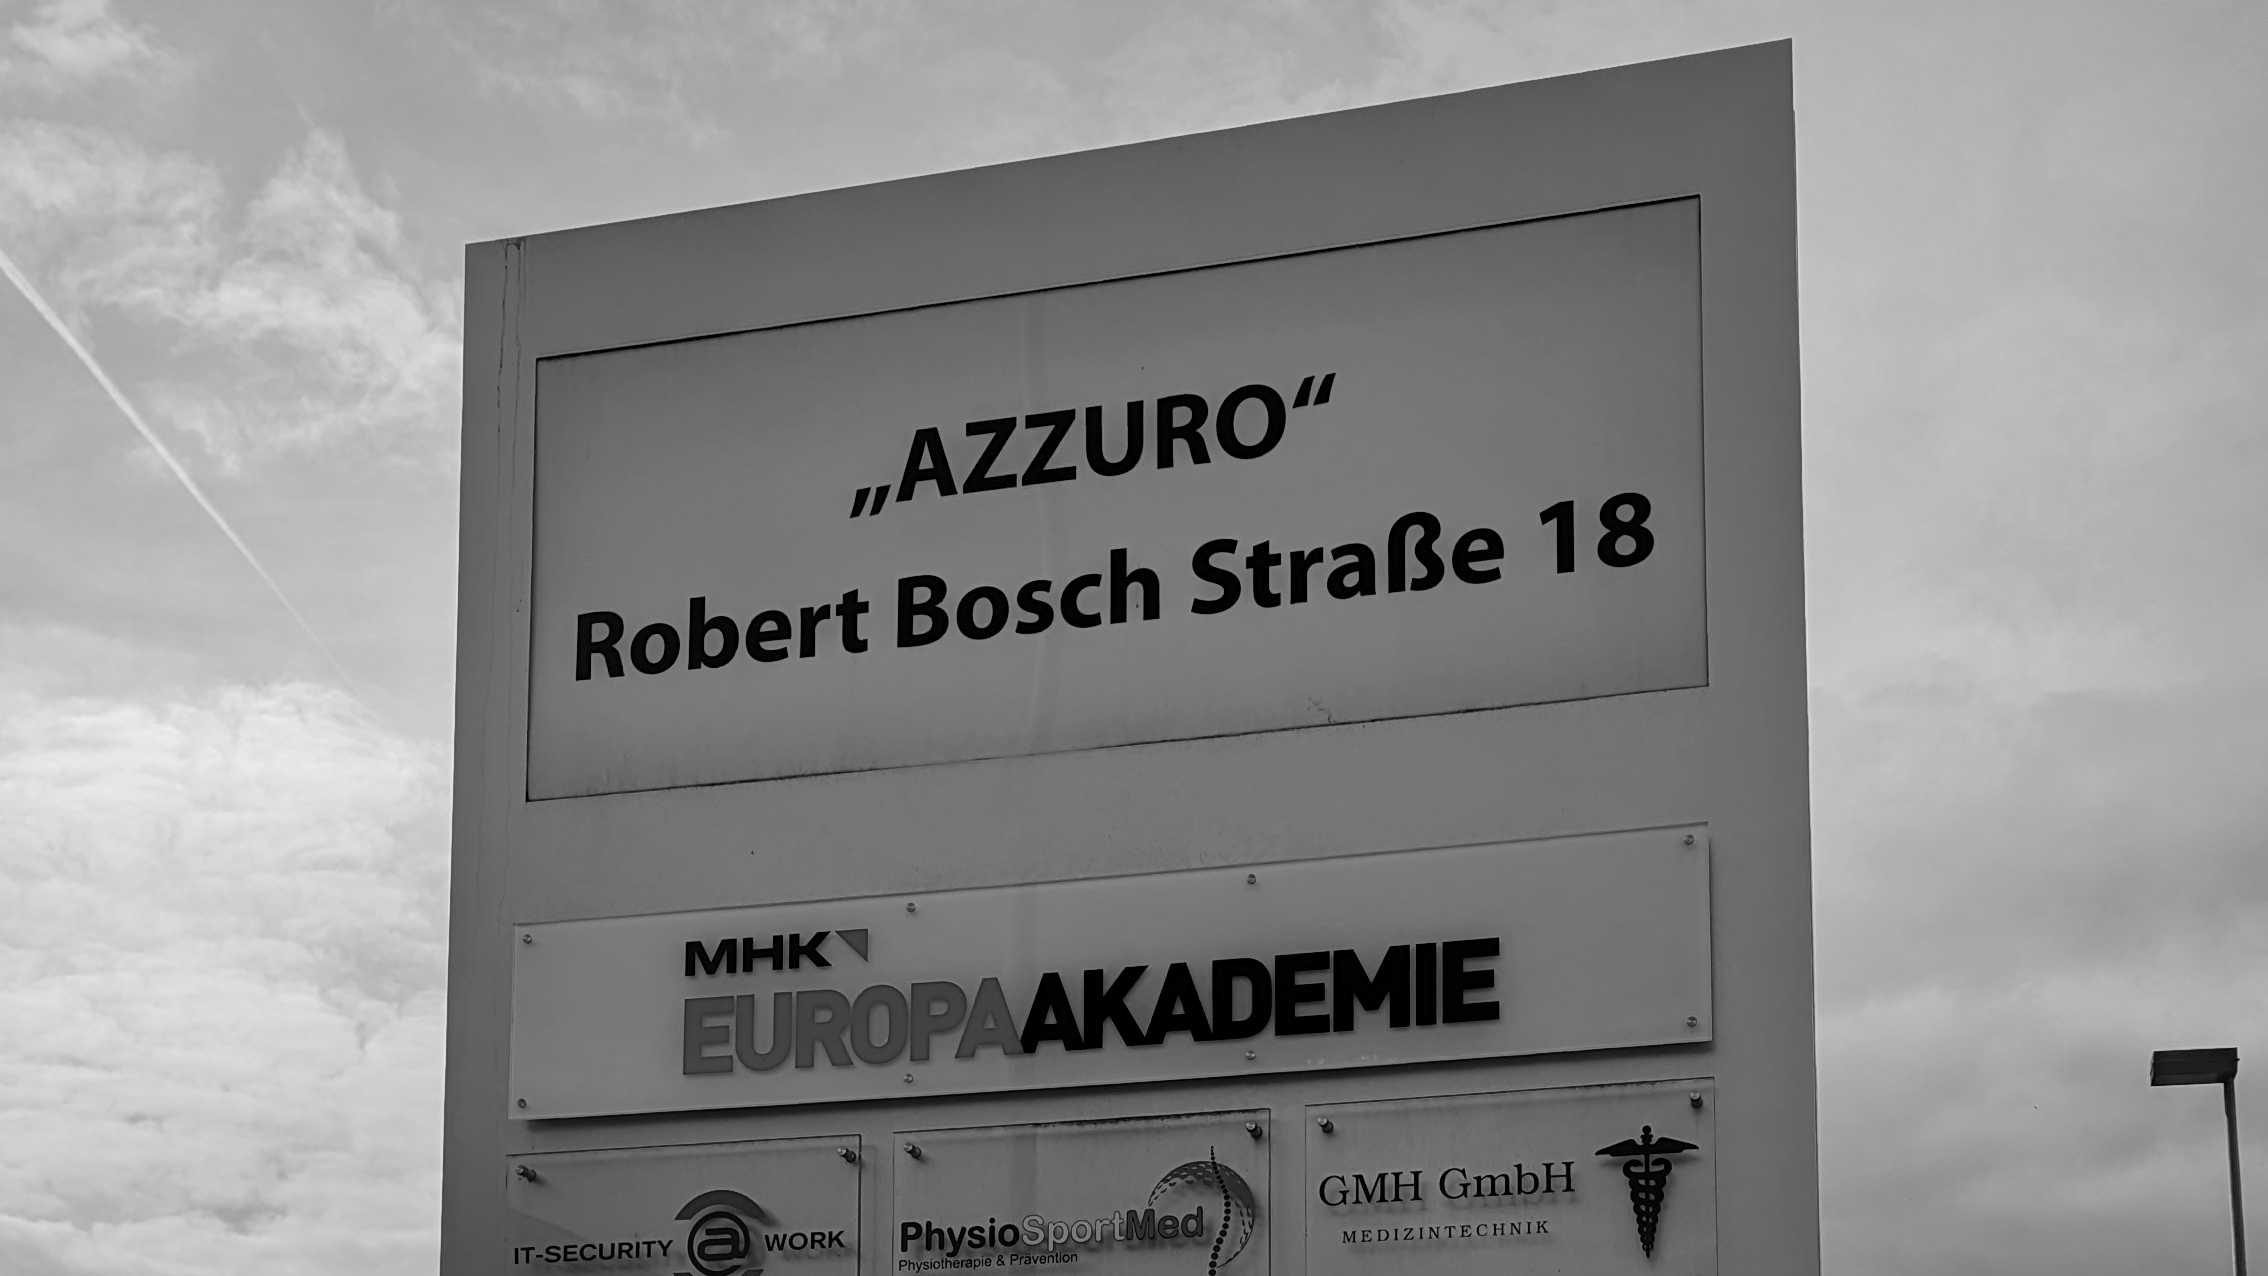 „AZZURO“
Robert Bosch Straße 18
MHK
EUROPAAKADEMIE
IT-SECURITY @ WORK
PhysioSportMed
Physiotherapie & Prävention
GMH GmbH
MEDIZINTECHNIK